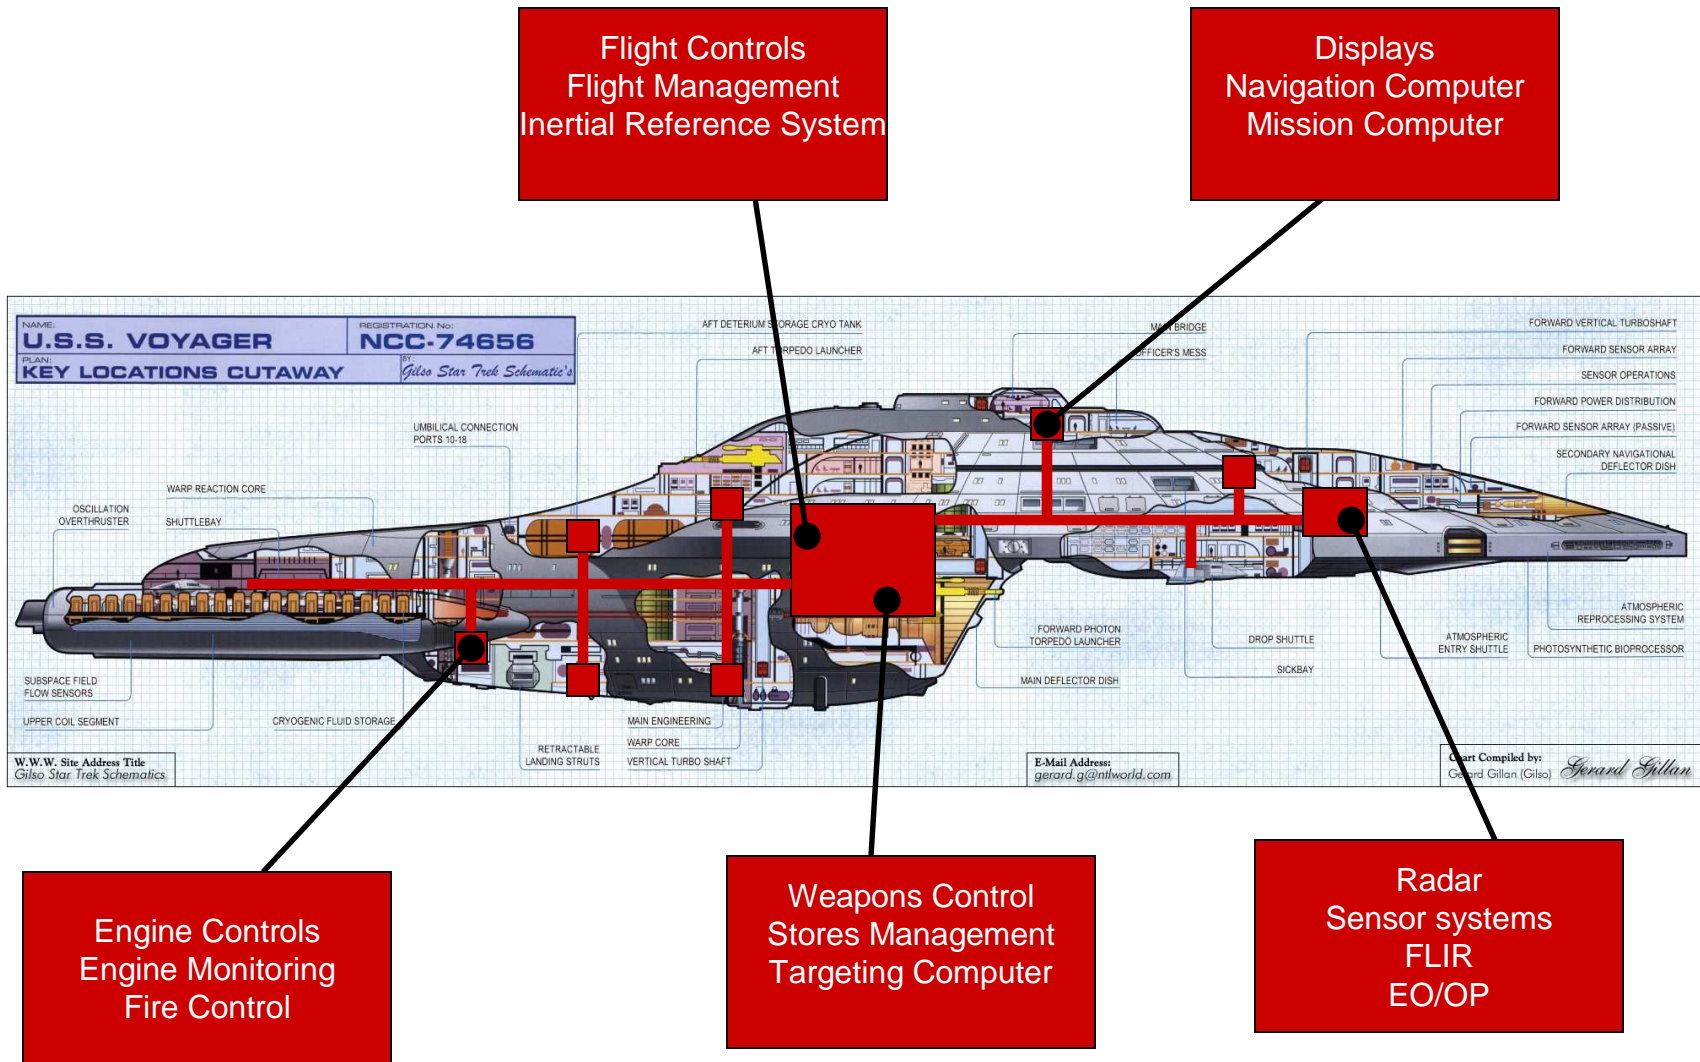 Flight Controls
Flight Management
Inertial Reference System
Displays
Navigation Computer
Mission Computer
NAME:
U.S.S. VOYAGER
REGISTRATION No:
NCC-74656
PLAN:
KEY LOCATIONS CUTAWAY
BY:
Gilso Star Trek Schematic's
AFT DETERIUM STORAGE CRYO TANK
AFT TORPEDO LAUNCHER
MAIN BRIDGE
OFFICER'S MESS
FORWARD VERTICAL TURBOSHAFT
FORWARD SENSOR ARRAY
SENSOR OPERATIONS
FORWARD POWER DISTRIBUTION
FORWARD SENSOR ARRAY (PASSIVE)
SECONDARY NAVIGATIONAL
DEFLECTOR DISH
UMBILICAL CONNECTION
PORTS 10-18
WARP REACTION CORE
OSCILLATION
OVERTHRUSTER
SHUTTLEBAY
SUBSPACE FIELD
FLOW SENSORS
UPPER COIL SEGMENT
CRYOGENIC FLUID STORAGE
RETRACTABLE
LANDING STRUTS
MAIN ENGINEERING
WARP CORE
VERTICAL TURBO SHAFT
FORWARD PHOTON
TORPEDO LAUNCHER
MAIN DEFLECTOR DISH
DROP SHUTTLE
SICKBAY
ATMOSPHERIC
ENTRY SHUTTLE
ATMOSPHERIC
REPROCESSING SYSTEM
PHOTOSYNTHETIC BIOPROCESSOR
W.W.W. Site Address Title
Gilso Star Trek Schematics
E-Mail Address:
gerard.g@ntlworld.com
Chart Compiled by:
Gerard Gillan (Gilso)
Gerard Gillan
Engine Controls
Engine Monitoring
Fire Control
Weapons Control
Stores Management
Targeting Computer
Radar
Sensor systems
FLIR
EO/OP